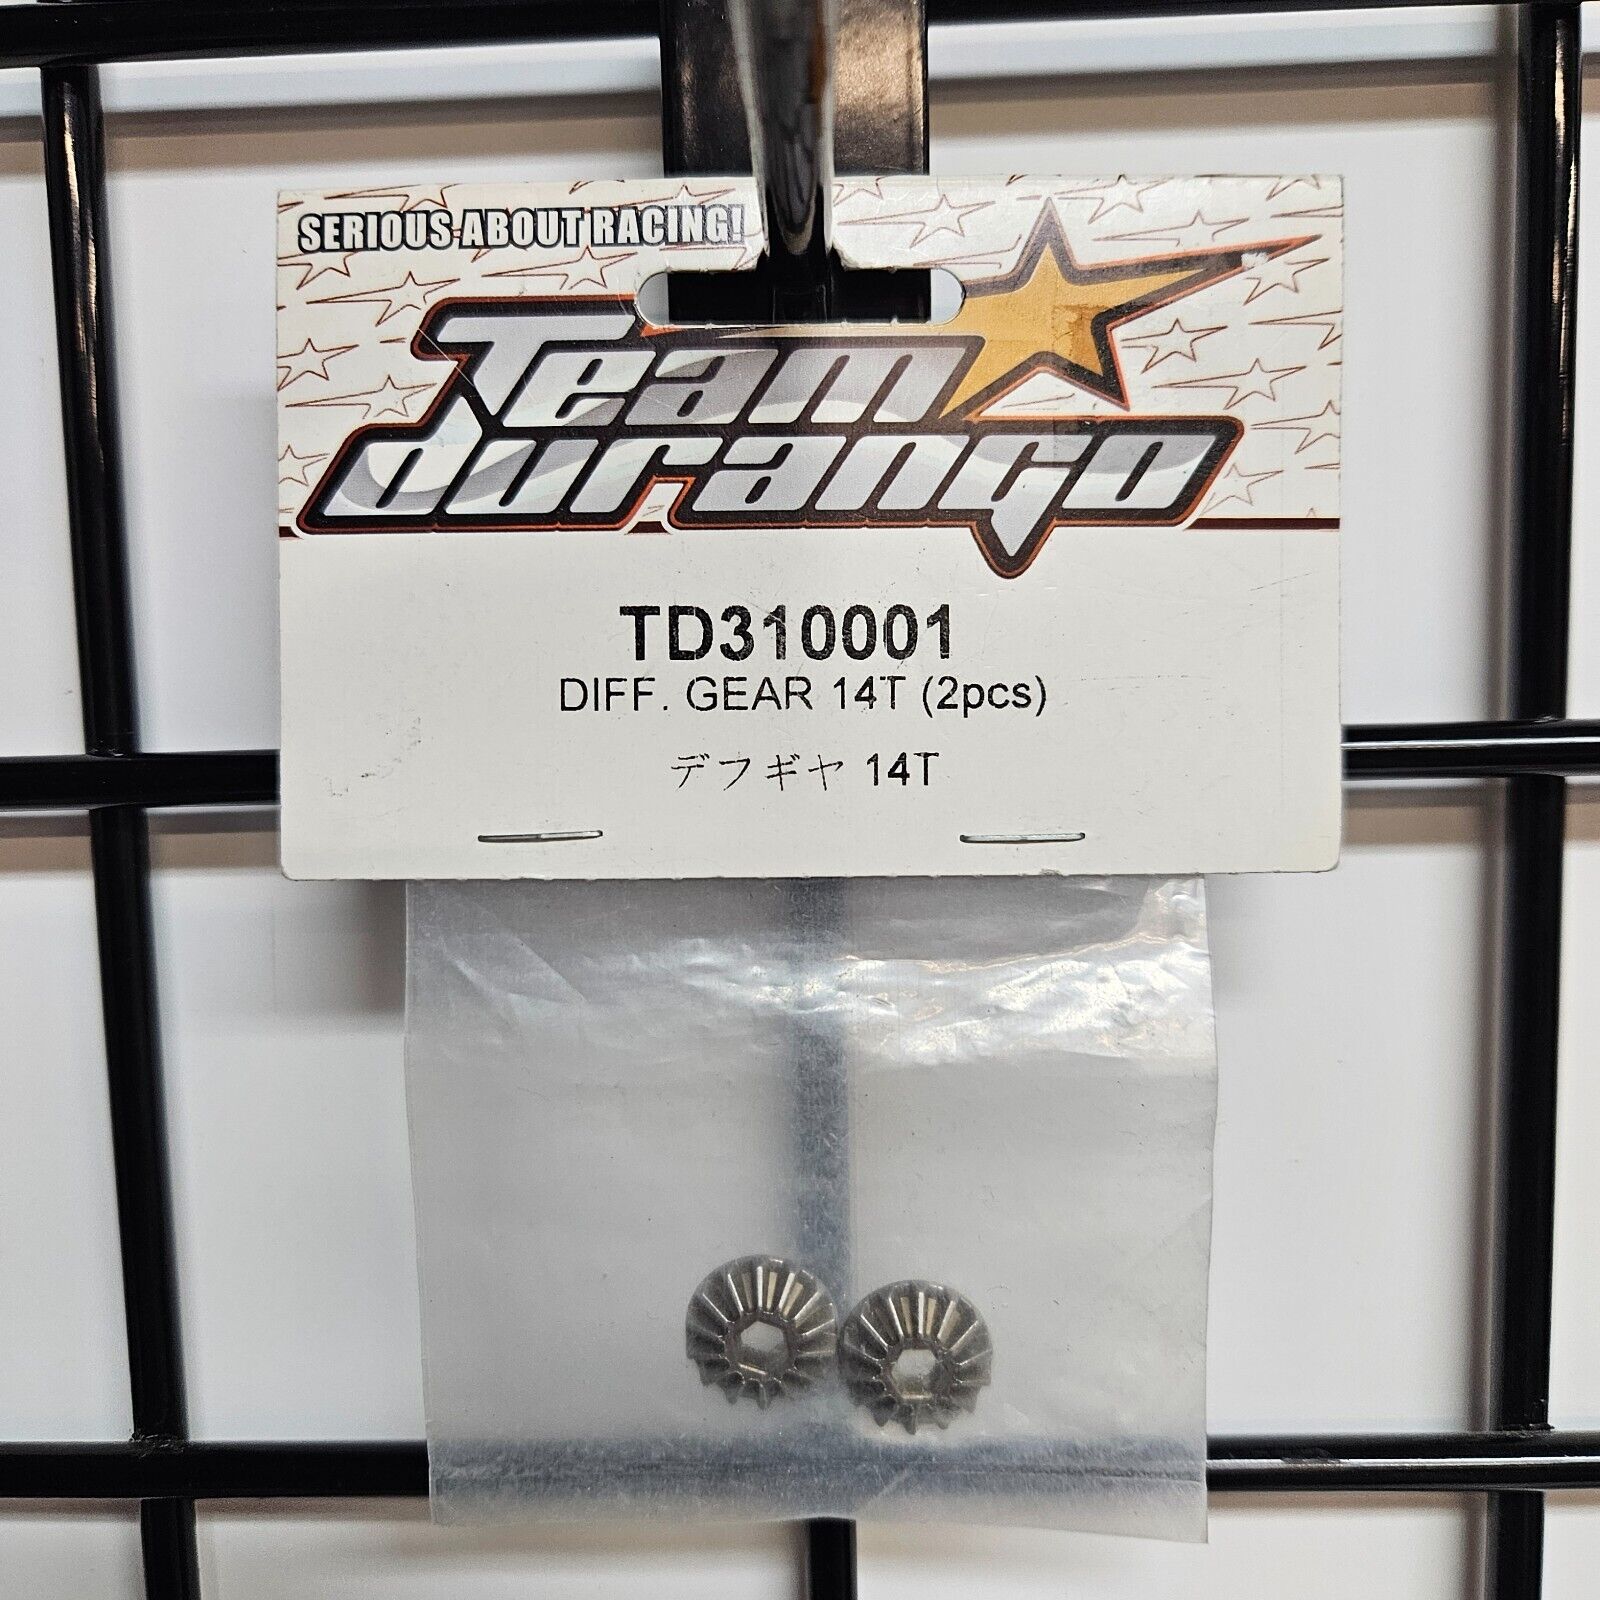 SERIOUS ABOUT RACING!
Team
durango
TD310001
DIFF. GEAR 14T (2pcs)
デフギヤ 14T